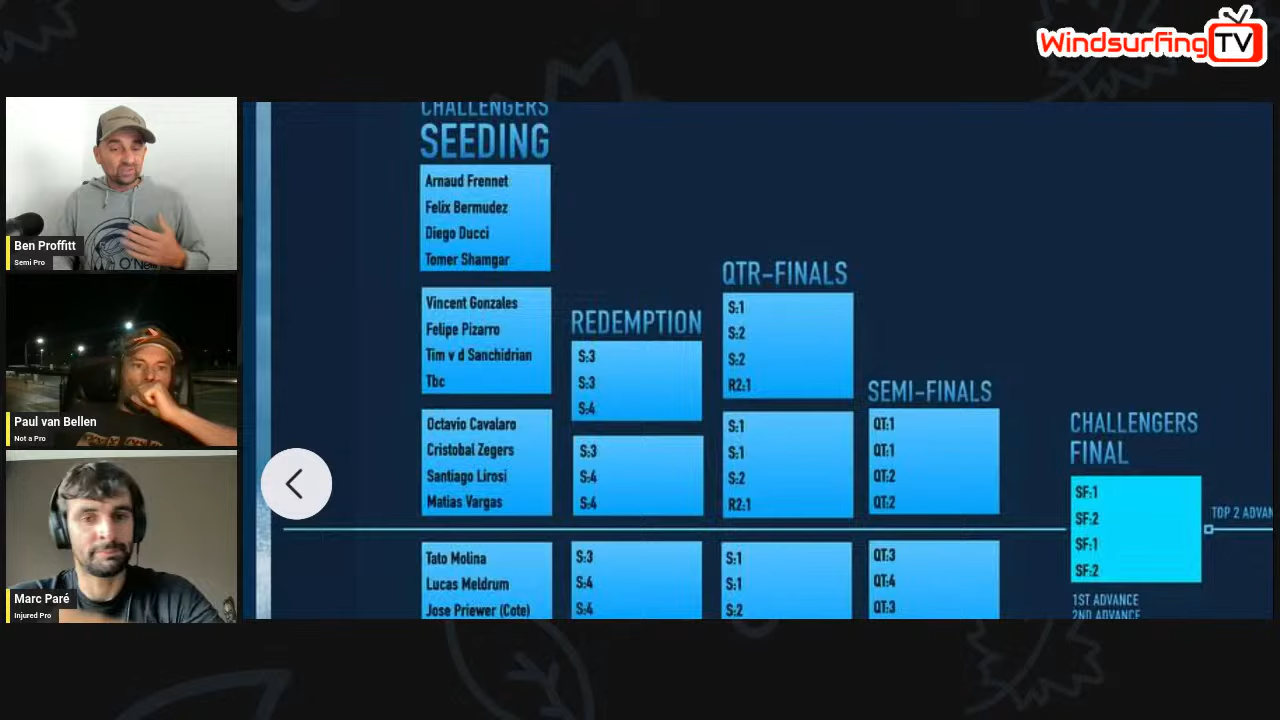 Windsurfing TV
Ben Proffitt
Semi Pro
O'Neill
Paul van Bellen
Not a Pro
Marc Paré
Injured Pro
CHALLENGERS
SEEDING
Arnaud Frennet
Felix Bermudez
Diego Ducci
Tomer Shamgar
Vincent Gonzales
Felipe Pizarro
Tim v d Sanchidrian
Tbc
Octavio Cavalaro
Cristobal Zegers
Santiago Lirosi
Matias Vargas
Tato Molina
Lucas Meldrum
Jose Priewer (Cote)
REDEMPTION
S:3
S:3
S:4
S:3
S:4
S:4
S:3
S:4
S:4
QTR-FINALS
S:1
S:2
S:2
R2:1
S:1
S:1
S:2
R2:1
S:1
S:1
S:2
SEMI-FINALS
QT:1
QT:1
QT:2
QT:2
QT:3
QT:4
QT:3
CHALLENGERS
FINAL
SF:1
SF:2
SF:1
SF:2
TOP 2 ADVAN
1ST ADVANCE
2ND ADVANCE